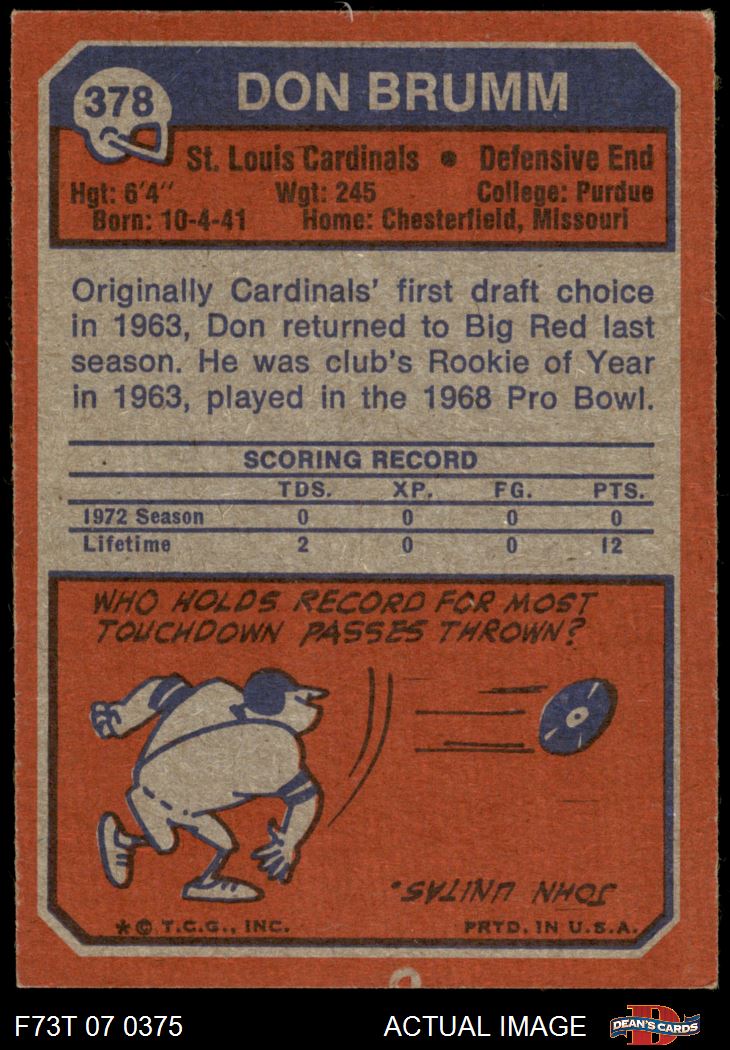 378
DON BRUMM
St. Louis Cardinals • Defensive End
Hgt: 6'4" Wgt: 245 College: Purdue
Born: 10-4-41 Home: Chesterfield, Missouri
Originally Cardinals' first draft choice
in 1963, Don returned to Big Red last
season. He was club's Rookie of Year
in 1963, played in the 1968 Pro Bowl.
SCORING RECORD
TDS. XP. FG. PTS.
1972 Season 0 0 0 0
Lifetime 2 0 0 12
WHO HOLDS RECORD FOR MOST
TOUCHDOWN PASSES THROWN?
JOHN UNITAS.
*© T.C.G., INC. PRTD. IN U.S.A.
F73T 07 0375 ACTUAL IMAGE D DEAN'S CARDS